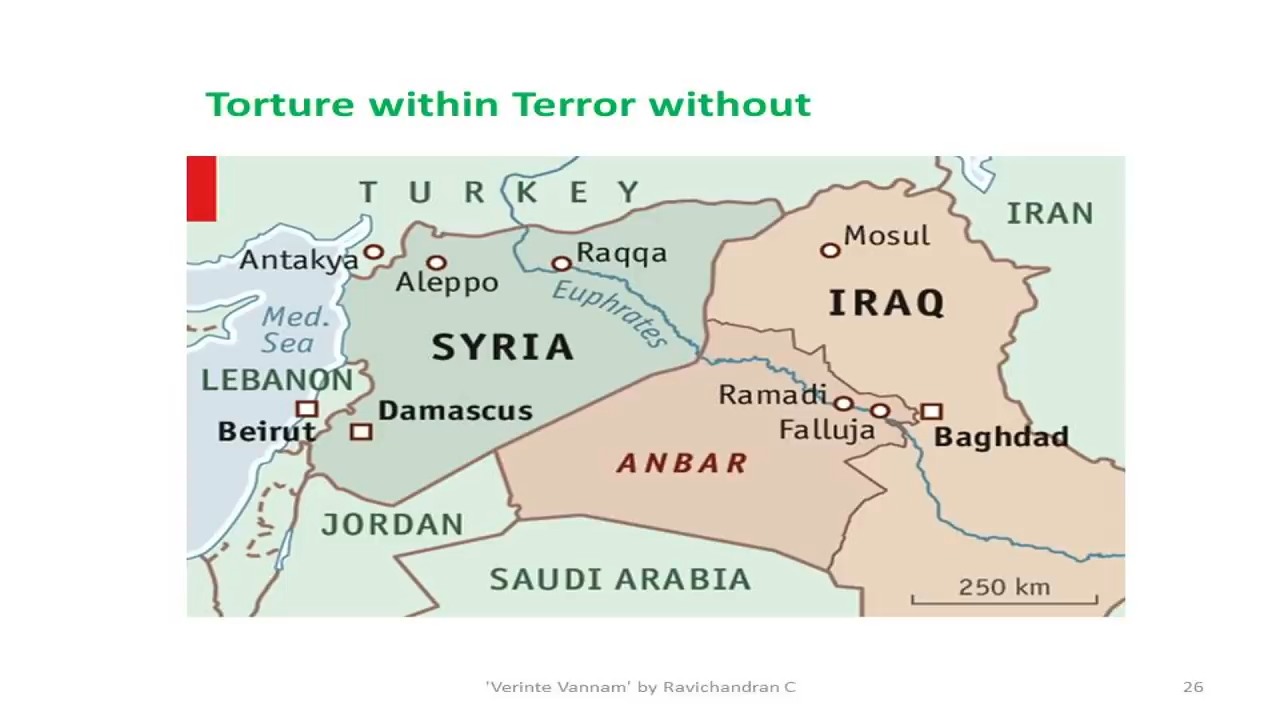 Torture within Terror without
T U R K E Y
IRAN
Mosul
Antakya
Raqqa
Aleppo
Euphrates
IRAQ
Med.
Sea
SYRIA
LEBANON
Ramadi
Damascus
Beirut
Falluja
Baghdad
ANBAR
JORDAN
SAUDI ARABIA
250 km
'Verinte Vannam' by Ravichandran C
26